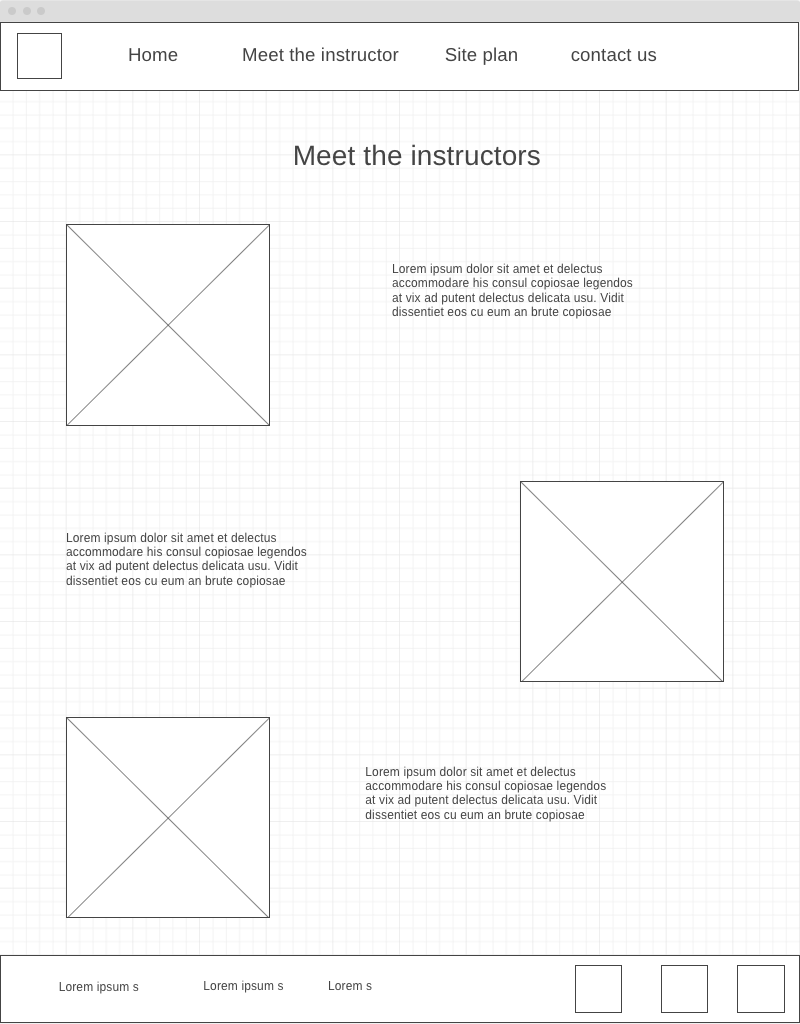 Home Meet the instructor Site plan contact us
Meet the instructors
Lorem ipsum dolor sit amet et delectus
accommodare his consul copiosae legendos
at vix ad putent delectus delicata usu. Vidit
dissentiet eos cu eum an brute copiosae
Lorem ipsum dolor sit amet et delectus
accommodare his consul copiosae legendos
at vix ad putent delectus delicata usu. Vidit
dissentiet eos cu eum an brute copiosae
Lorem ipsum dolor sit amet et delectus
accommodare his consul copiosae legendos
at vix ad putent delectus delicata usu. Vidit
dissentiet eos cu eum an brute copiosae
Lorem ipsum s Lorem ipsum s Lorem s